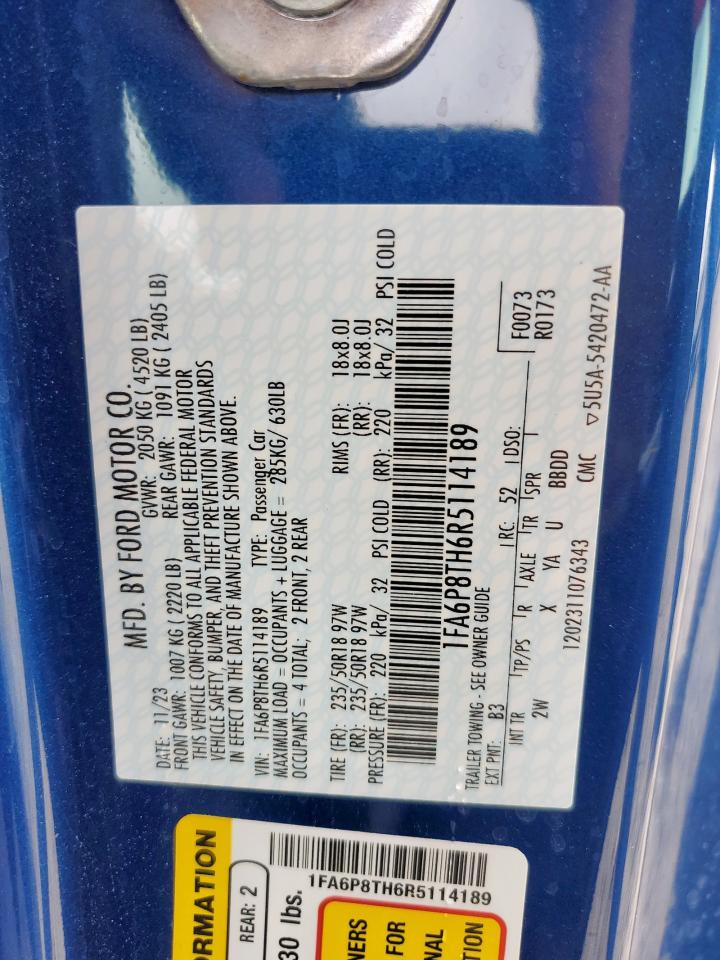 MFD. BY FORD MOTOR CO.
DATE: 11/23 GVWR: 2050 KG ( 4520 LB)
FRONT GAWR: 1007 KG ( 2220 LB) REAR GAWR: 1091 KG ( 2405 LB)
THIS VEHICLE CONFORMS TO ALL APPLICABLE FEDERAL MOTOR
VEHICLE SAFETY, BUMPER, AND THEFT PREVENTION STANDARDS
IN EFFECT ON THE DATE OF MANUFACTURE SHOWN ABOVE.
VIN: 1FA6P8TH6R5114189 TYPE: Passenger Car
MAXIMUM LOAD = OCCUPANTS + LUGGAGE = 285KG/ 630LB
OCCUPANTS = 4 TOTAL; 2 FRONT, 2 REAR
TIRE (FR): 235/50R18 97W RIMS (FR): 18x8.0J
(RR): 235/50R18 97W (RR): 18x8.0J
PRESSURE (FR): 220 kPa/ 32 PSI COLD (RR): 220 kPa/ 32 PSI COLD
1FA6P8TH6R5114189
TRAILER TOWING - SEE OWNER GUIDE
EXT PNT: B3 RC: 52 DSO: F0073
R0173
INT TR TP/PS R AXLE TR SPR
2W X YA U BBDD
1202311076343 CMC ▽5U5A-5420472-AA
ORMATION
REAR: 2
30 lbs.
1FA6P8TH6R5114189
NERS
FOR
NAL
TION